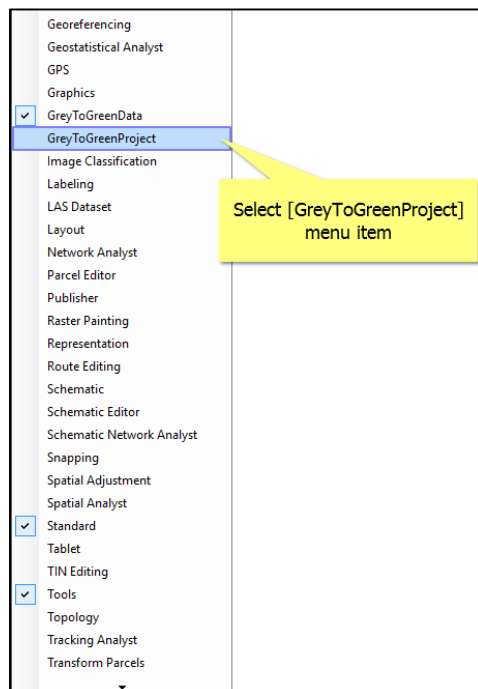 Georeferencing
Geostatistical Analyst
GPS
Graphics
GreyToGreenData
GreyToGreenProject
Image Classification
Labeling
LAS Dataset
Layout
Network Analyst
Parcel Editor
Publisher
Raster Painting
Representation
Route Editing
Schematic
Schematic Editor
Schematic Network Analyst
Snapping
Spatial Adjustment
Spatial Analyst
Standard
Tablet
TIN Editing
Tools
Topology
Tracking Analyst
Transform Parcels
Select [GreyToGreenProject]
menu item